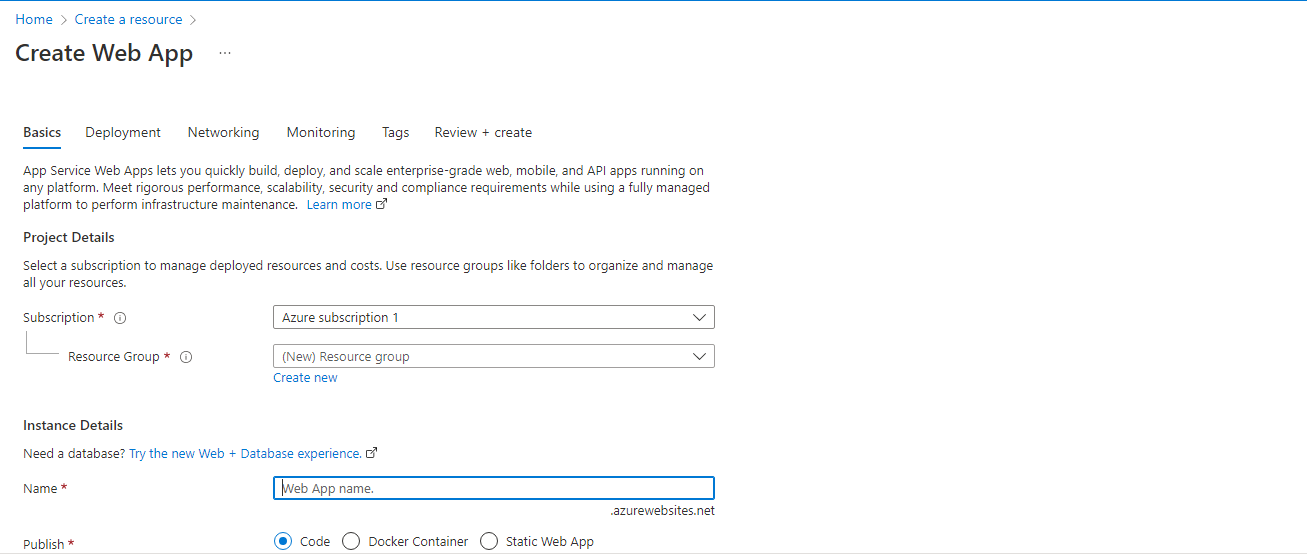 Home > Create a resource >
Create Web App ...
Basics Deployment Networking Monitoring Tags Review + create
App Service Web Apps lets you quickly build, deploy, and scale enterprise-grade web, mobile, and API apps running on
any platform. Meet rigorous performance, scalability, security and compliance requirements while using a fully managed
platform to perform infrastructure maintenance. Learn more
Project Details
Select a subscription to manage deployed resources and costs. Use resource groups like folders to organize and manage
all your resources.
Subscription * Azure subscription 1
Resource Group * (New) Resource group
Create new
Instance Details
Need a database? Try the new Web + Database experience.
Name * Web App name.
.azurewebsites.net
Publish * Code Docker Container Static Web App